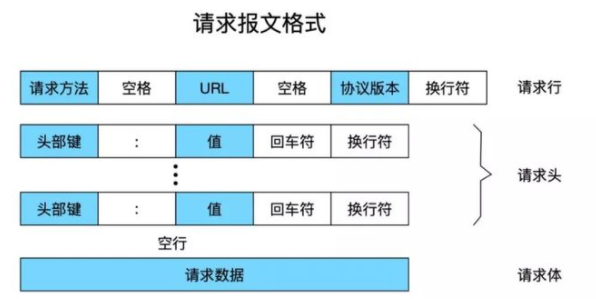 请求报文格式
请求方法 空格 URL 空格 协议版本 换行符 请求行
头部键 : 值 回车符 换行符
请求头
头部键 : 值 回车符 换行符
空行
请求数据 请求体